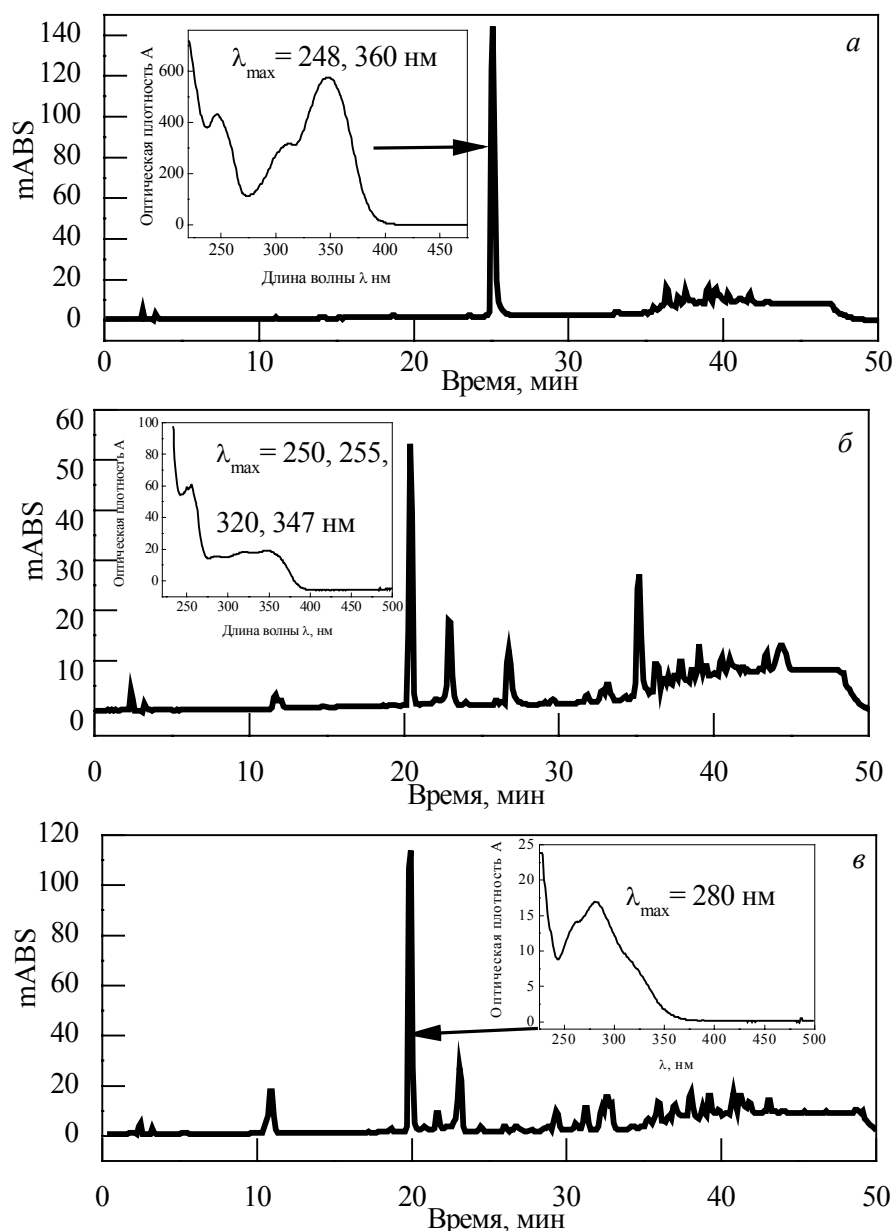 а
140
120
100
80
60
40
20
0
mABS
Оптическая плотность А
600
400
200
0
λmax = 248, 360 нм
250 300 350 400 450
Длина волны λ нм
0 10 20 30 40 50
Время, мин
б
60
50
40
30
20
10
0
mABS
Оптическая плотность А
100
80
60
40
20
0
λmax = 250, 255,
320, 347 нм
250 300 350 400 450 500
Длина волны λ, нм
0 10 20 30 40 50
Время, мин
в
120
100
80
60
40
20
0
mABS
Оптическая плотность А
25
20
15
10
5
0
λmax = 280 нм
250 300 350 400 450 500
λ, нм
0 10 20 30 40 50
Время, мин